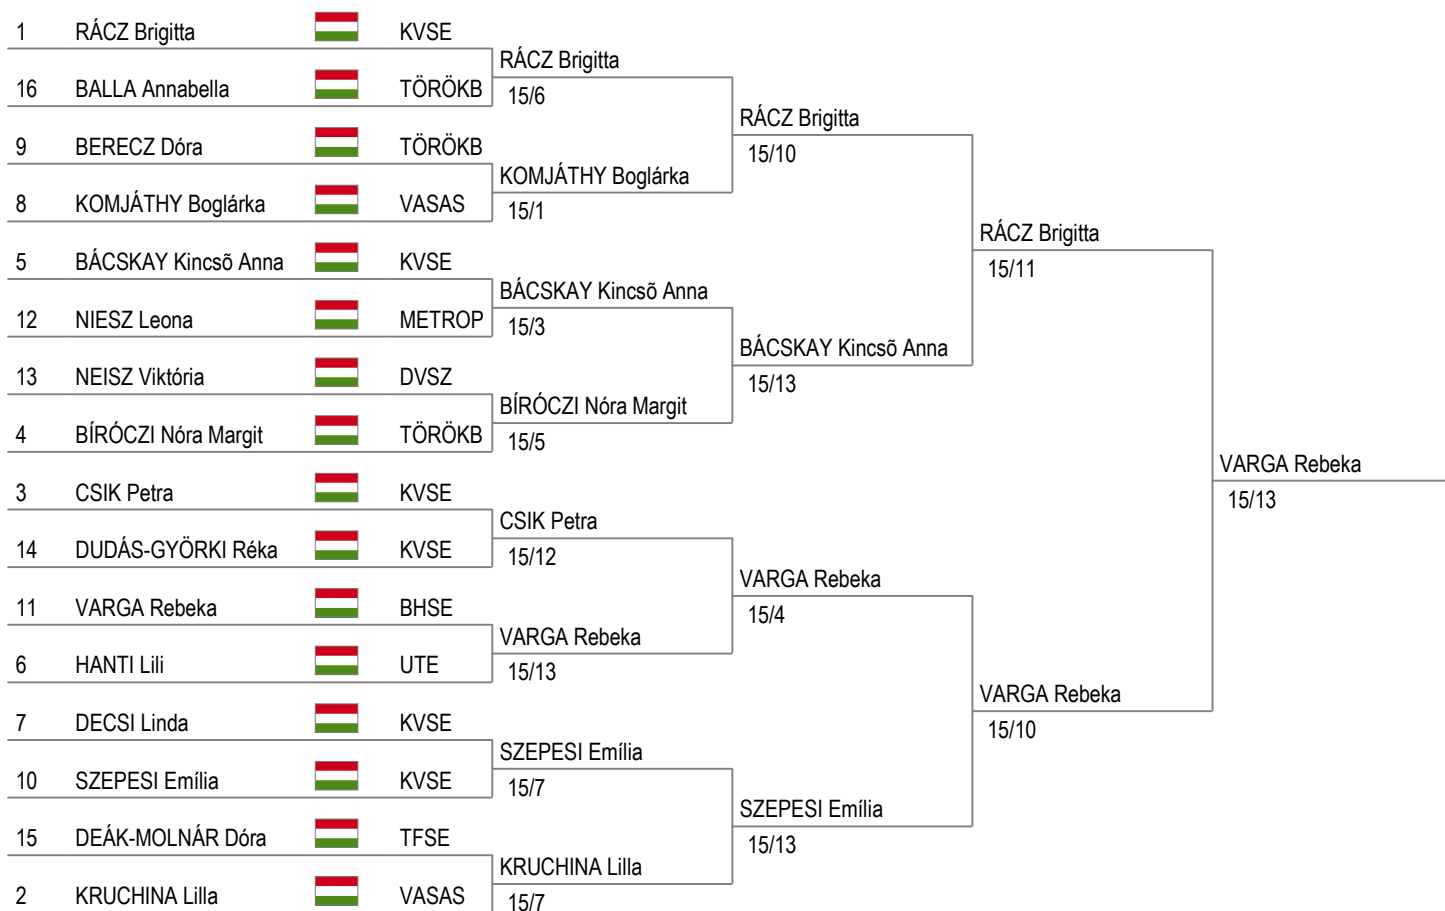 1 RÁCZ Brigitta KVSE
RÁCZ Brigitta
16 BALLA Annabella TÖRÖKB 15/6
RÁCZ Brigitta
9 BERECZ Dóra TÖRÖKB 15/10
KOMJÁTHY Boglárka
8 KOMJÁTHY Boglárka VASAS 15/1
RÁCZ Brigitta
5 BÁCSKAY Kincsõ Anna KVSE 15/11
BÁCSKAY Kincsõ Anna
12 NIESZ Leona METROP 15/3
BÁCSKAY Kincsõ Anna
13 NEISZ Viktória DVSZ 15/13
BÍRÓCZI Nóra Margit
4 BÍRÓCZI Nóra Margit TÖRÖKB 15/5
VARGA Rebeka
3 CSIK Petra KVSE 15/13
CSIK Petra
14 DUDÁS-GYÖRKI Réka KVSE 15/12
VARGA Rebeka
11 VARGA Rebeka BHSE 15/4
VARGA Rebeka
6 HANTI Lili UTE 15/13
VARGA Rebeka
7 DECSI Linda KVSE 15/10
SZEPESI Emília
10 SZEPESI Emília KVSE 15/7
SZEPESI Emília
15 DEÁK-MOLNÁR Dóra TFSE 15/13
KRUCHINA Lilla
2 KRUCHINA Lilla VASAS 15/7